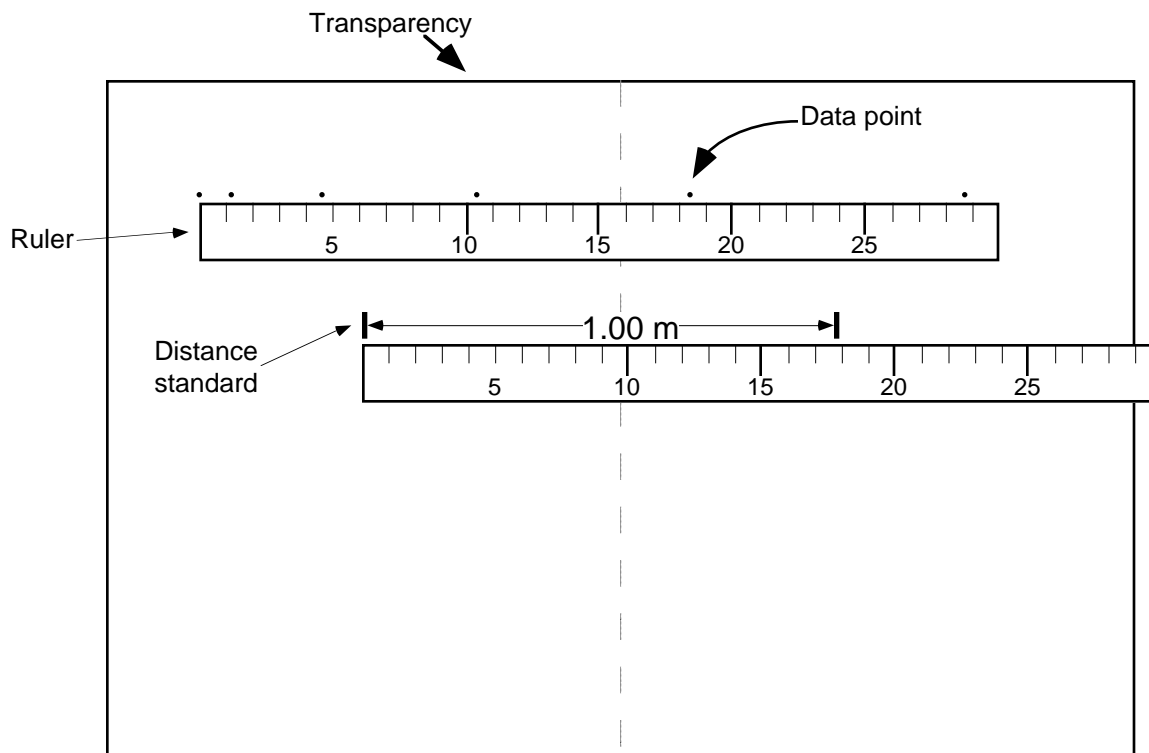 Transparency
Data point
Ruler
5 10 15 20 25
1.00 m
Distance
standard
5 10 15 20 25